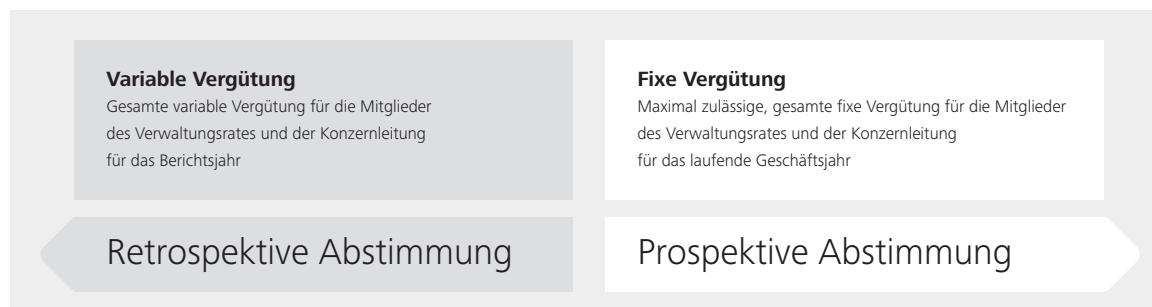 Variable Vergütung
Gesamte variable Vergütung für die Mitglieder
des Verwaltungsrates und der Konzernleitung
für das Berichtsjahr
Retrospektive Abstimmung
Fixe Vergütung
Maximal zulässige, gesamte fixe Vergütung für die Mitglieder
des Verwaltungsrates und der Konzernleitung
für das laufende Geschäftsjahr
Prospektive Abstimmung